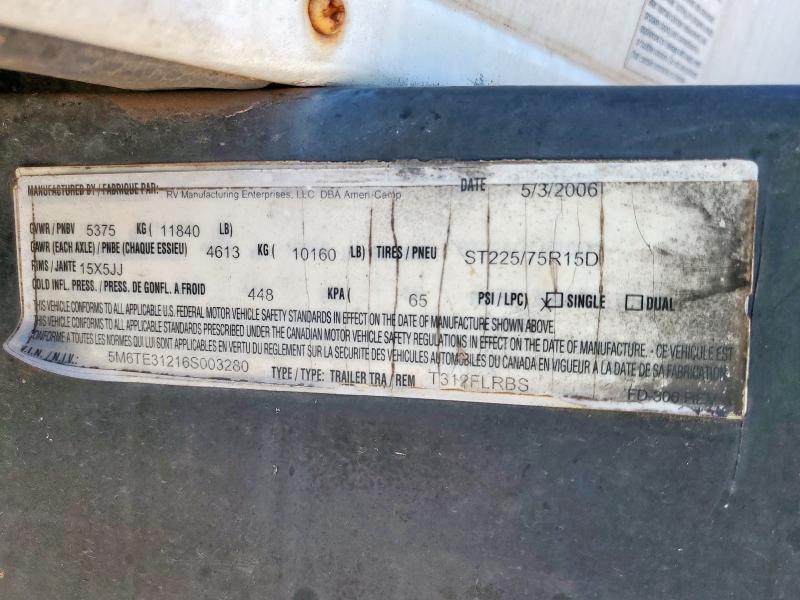 MANUFACTURED BY / FABRIQUE PAR: RV Manufacturing Enterprises, LLC. DBA Ameri-Camp DATE 5/3/2006
GVWR / PNBV 5375 KG ( 11840 LB)
GAWR (EACH AXLE) / PNBE (CHAQUE ESSIEU) 4613 KG ( 10160 LB) TIRES / PNEU ST225/75R15D
RIMS / JANTE 15X5JJ
COLD INFL. PRESS. / PRESS. DE GONFL. A FROID 448 KPA ( 65 PSI / LPC) X SINGLE DUAL
THIS VEHICLE CONFORMS TO ALL APPLICABLE U.S. FEDERAL MOTOR VEHICLE SAFETY STANDARDS IN EFFECT ON THE DATE OF MANUFACTURE SHOWN ABOVE.
THIS VEHICLE CONFORMS TO ALL APPLICABLE STANDARDS PRESCRIBED UNDER THE CANADIAN MOTOR VEHICLE SAFETY REGULATIONS IN EFFECT ON THE DATE OF MANUFACTURE. - CE VEHICULE EST
CONFORME A TOUTES LES NORMES QUI LUI SONT APPLICABLES EN VERTU DU REGLEMENT SUR LA SECURITE DES VEHICULES AUTOMOBILES DU CANADA EN VIGUEUR A LA DATE DE SA FABRICATION.
V.I.N. / N.I.V.: 5M6TE31216S003280 TYPE / TYPE: TRAILER TRA / REM T312FLRBS
FD-306 REV